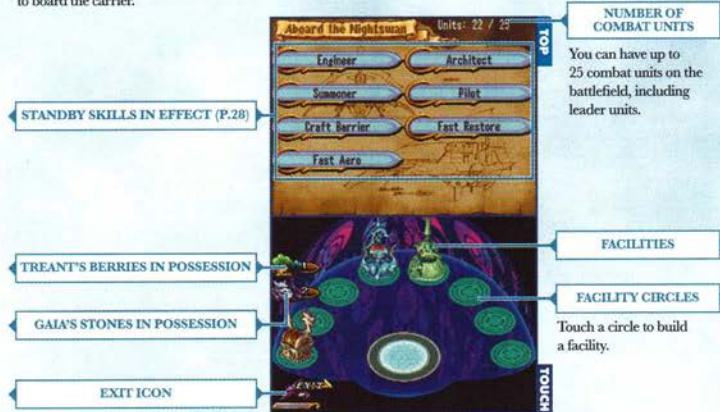 to board the carrier.
Aboard the Nightswan
Units: 22 / 25
TOP
Engineer
Architect
Summoner
Pilot
Craft Barrier
Fast Restore
Fast Aero
STANDBY SKILLS IN EFFECT (P.28)
NUMBER OF
COMBAT UNITS
You can have up to
25 combat units on the
battlefield, including
leader units.
TREANT'S BERRIES IN POSSESSION
GAIA'S STONES IN POSSESSION
EXIT ICON
EXIT
TOUCH
FACILITIES
FACILITY CIRCLES
Touch a circle to build
a facility.